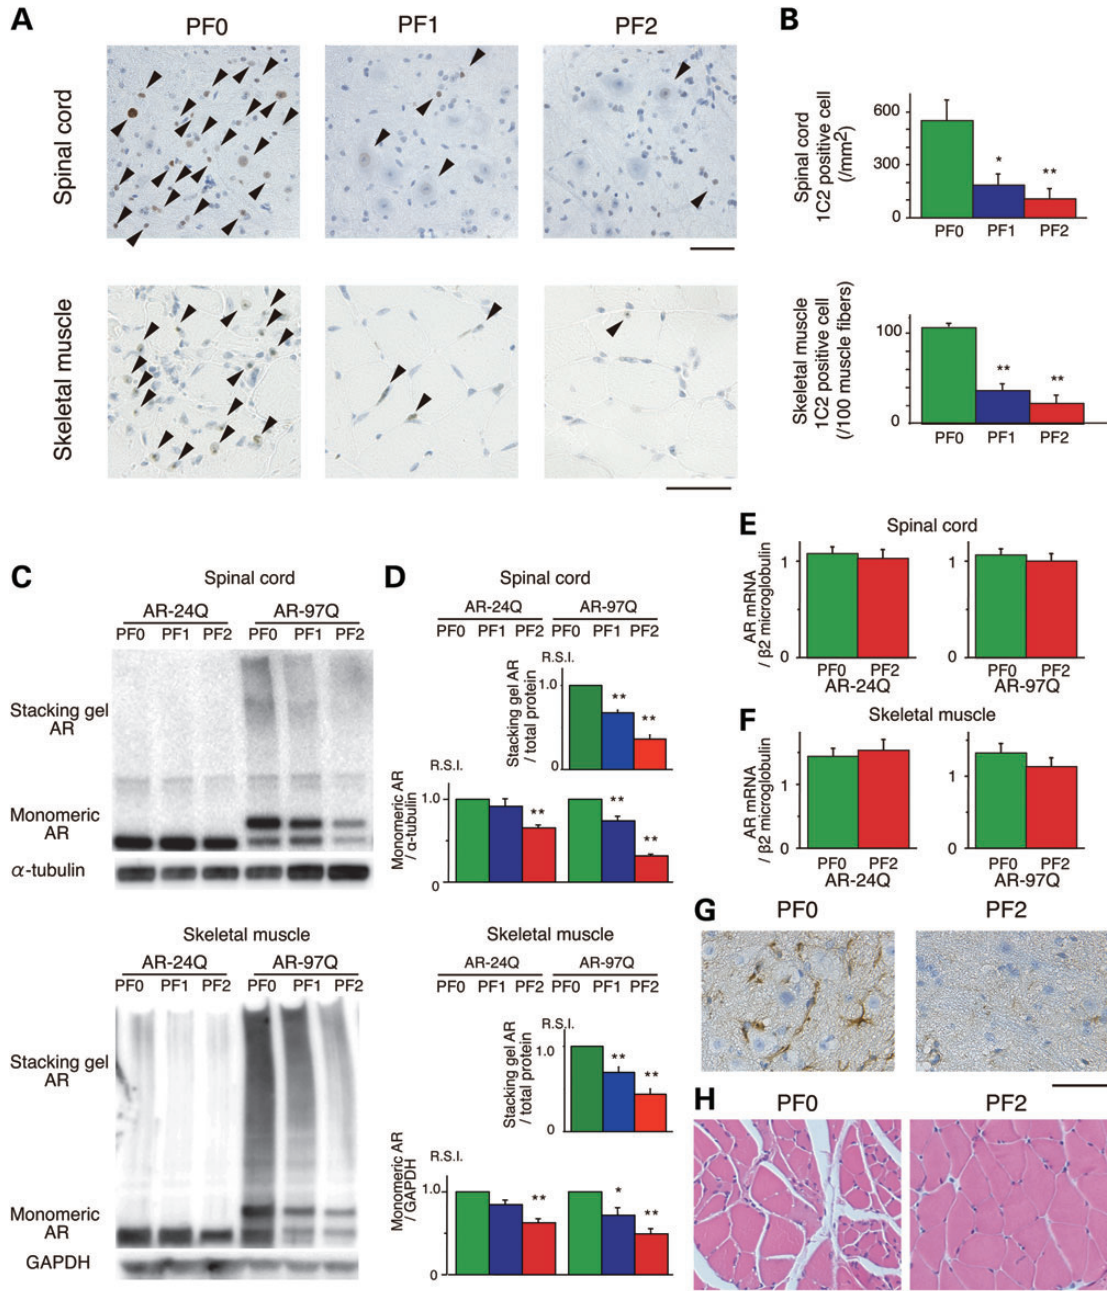 A
PF0 PF1 PF2
Spinal cord
Skeletal muscle
B
Spinal cord
1C2 positive cell
(/mm2)
600
300
0
*
**
PF0 PF1 PF2
Skeletal muscle
1C2 positive cell
(/100 muscle fibers)
100
0
**
**
PF0 PF1 PF2
C
Spinal cord
AR-24Q AR-97Q
PF0 PF1 PF2 PF0 PF1 PF2
Stacking gel
AR
Monomeric
AR
α-tubulin
Skeletal muscle
AR-24Q AR-97Q
PF0 PF1 PF2 PF0 PF1 PF2
Stacking gel
AR
Monomeric
AR
GAPDH
D
Spinal cord
AR-24Q AR-97Q
PF0 PF1 PF2 PF0 PF1 PF2
R.S.I.
Stacking gel AR
/ total protein
1.0
**
**
R.S.I.
Monomeric AR
/ α-tubulin
1.0
0
**
**
**
Skeletal muscle
AR-24Q AR-97Q
PF0 PF1 PF2 PF0 PF1 PF2
R.S.I.
Stacking gel AR
/ total protein
1.0
**
**
R.S.I.
Monomeric AR
/GAPDH
1.0
0
**
*
**
E
Spinal cord
AR mRNA
/ β2 microglobulin
1
0
PF0 PF2
AR-24Q
1
0
PF0 PF2
AR-97Q
F
Skeletal muscle
AR mRNA
/ β2 microglobulin
1
0
PF0 PF2
AR-24Q
1
0
PF0 PF2
AR-97Q
G
PF0 PF2
H
PF0 PF2